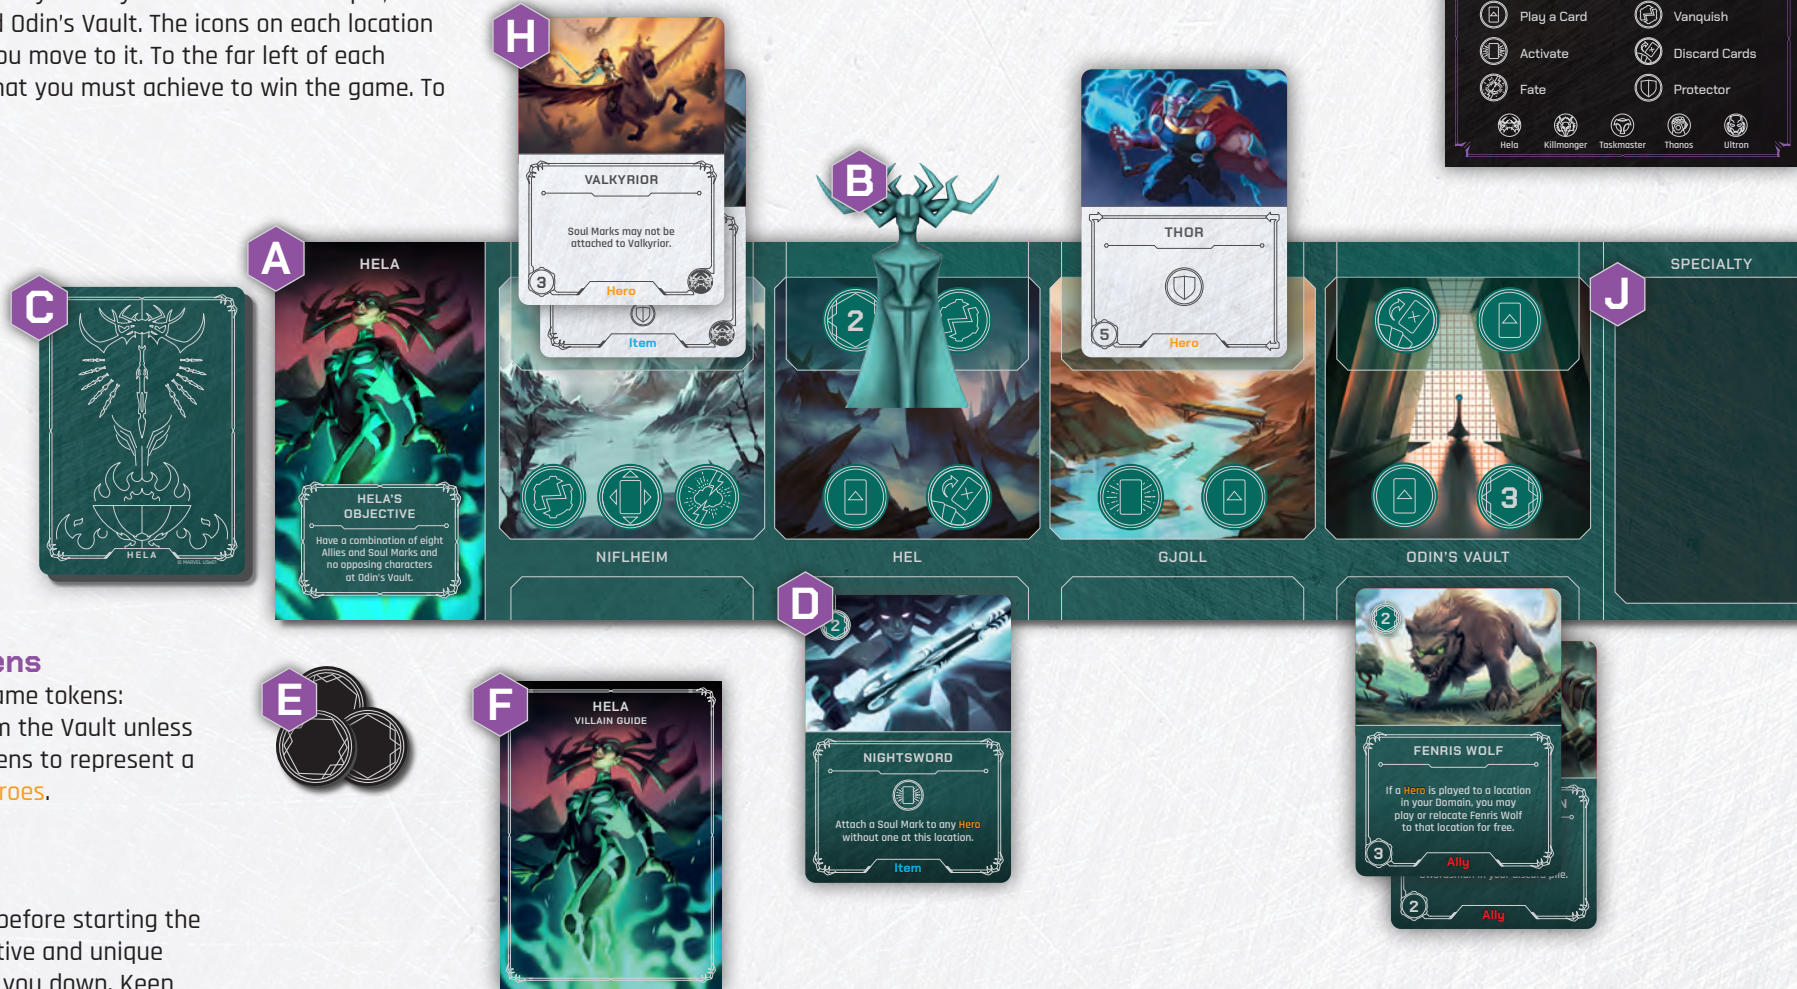 d Odin's Vault. The icons on each location
ou move to it. To the far left of each
hat you must achieve to win the game. To
H
VALKYRIOR
Soul Marks may not be
attached to Valkyrior.
3
Hero
Item
B
THOR
5
Hero
Play a Card
Vanquish
Activate
Discard Cards
Fate
Protector
Hela
Killmonger
Taskmaster
Thanos
Ultron
C
HELA
© MARVEL
A
HELA
HELA'S
OBJECTIVE
Have a combination of eight
Allies and Soul Marks and
no opposing characters
at Odin's Vault.
2
3
NIFLHEIM
HEL
GJOLL
ODIN'S VAULT
J
SPECIALTY
ens
ame tokens:
m the Vault unless
ens to represent a
roes.
before starting the
tive and unique
you down. Keep
E
F
HELA
VILLAIN GUIDE
D
2
NIGHTSWORD
Attach a Soul Mark to any Hero
without one at this location.
Item
2
FENRIS WOLF
If a Hero is played to a location
in your Domain, you may
play or relocate Fenris Wolf
to that location for free.
3
Ally
N
in your discard pile.
2
Ally